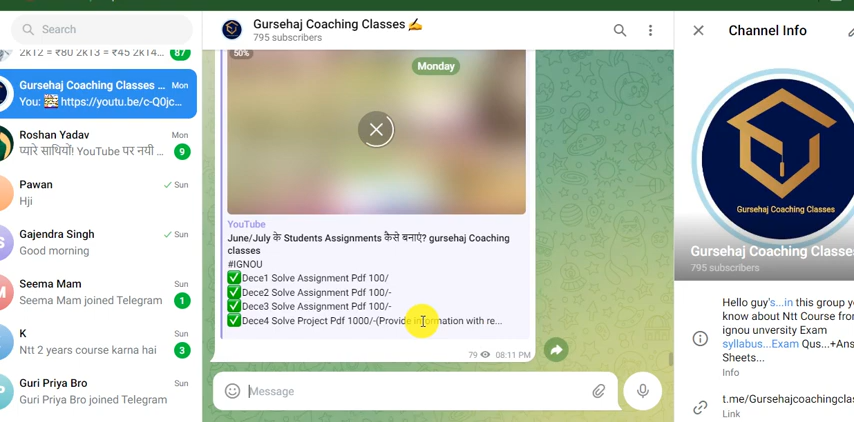 Search
2k12 = ₹80 2k13 = ₹45 2k14...
87
Gursehaj Coaching Classes ... Mon
You: https://youtu.be/c-Q0jc...
Roshan Yadav Mon
प्यारे साथियों! YouTube पर नयी ...
9
Pawan Sun
Hji
Gajendra Singh Sun
Good morning
Seema Mam Sun
Seema Mam joined Telegram
1
K Sun
Ntt 2 years course karna hai
3
Guri Priya Bro Sun
Guri Priya Bro joined Telegram
Gursehaj Coaching Classes ✍
795 subscribers
50%
Monday
YouTube
June/July के Students Assignments कैसे बनाएं? gursehaj Coaching
classes
#IGNOU
✅Dece1 Solve Assignment Pdf 100/
✅Dece2 Solve Assignment Pdf 100/-
✅Dece3 Solve Assignment Pdf 100/-
✅Dece4 Solve Project Pdf 1000/-(Provide information with re...
79 08:11 PM
Message
Channel Info
Gursehaj Coaching Classes
Gursehaj Coaching Classe
795 subscribers
Hello guy's...in this group y
know about Ntt Course from
ignou unversity Exam
syllabus...Exam Qus...+Ans
Sheets...
Info
t.me/Gursehajcoachingcla
Link